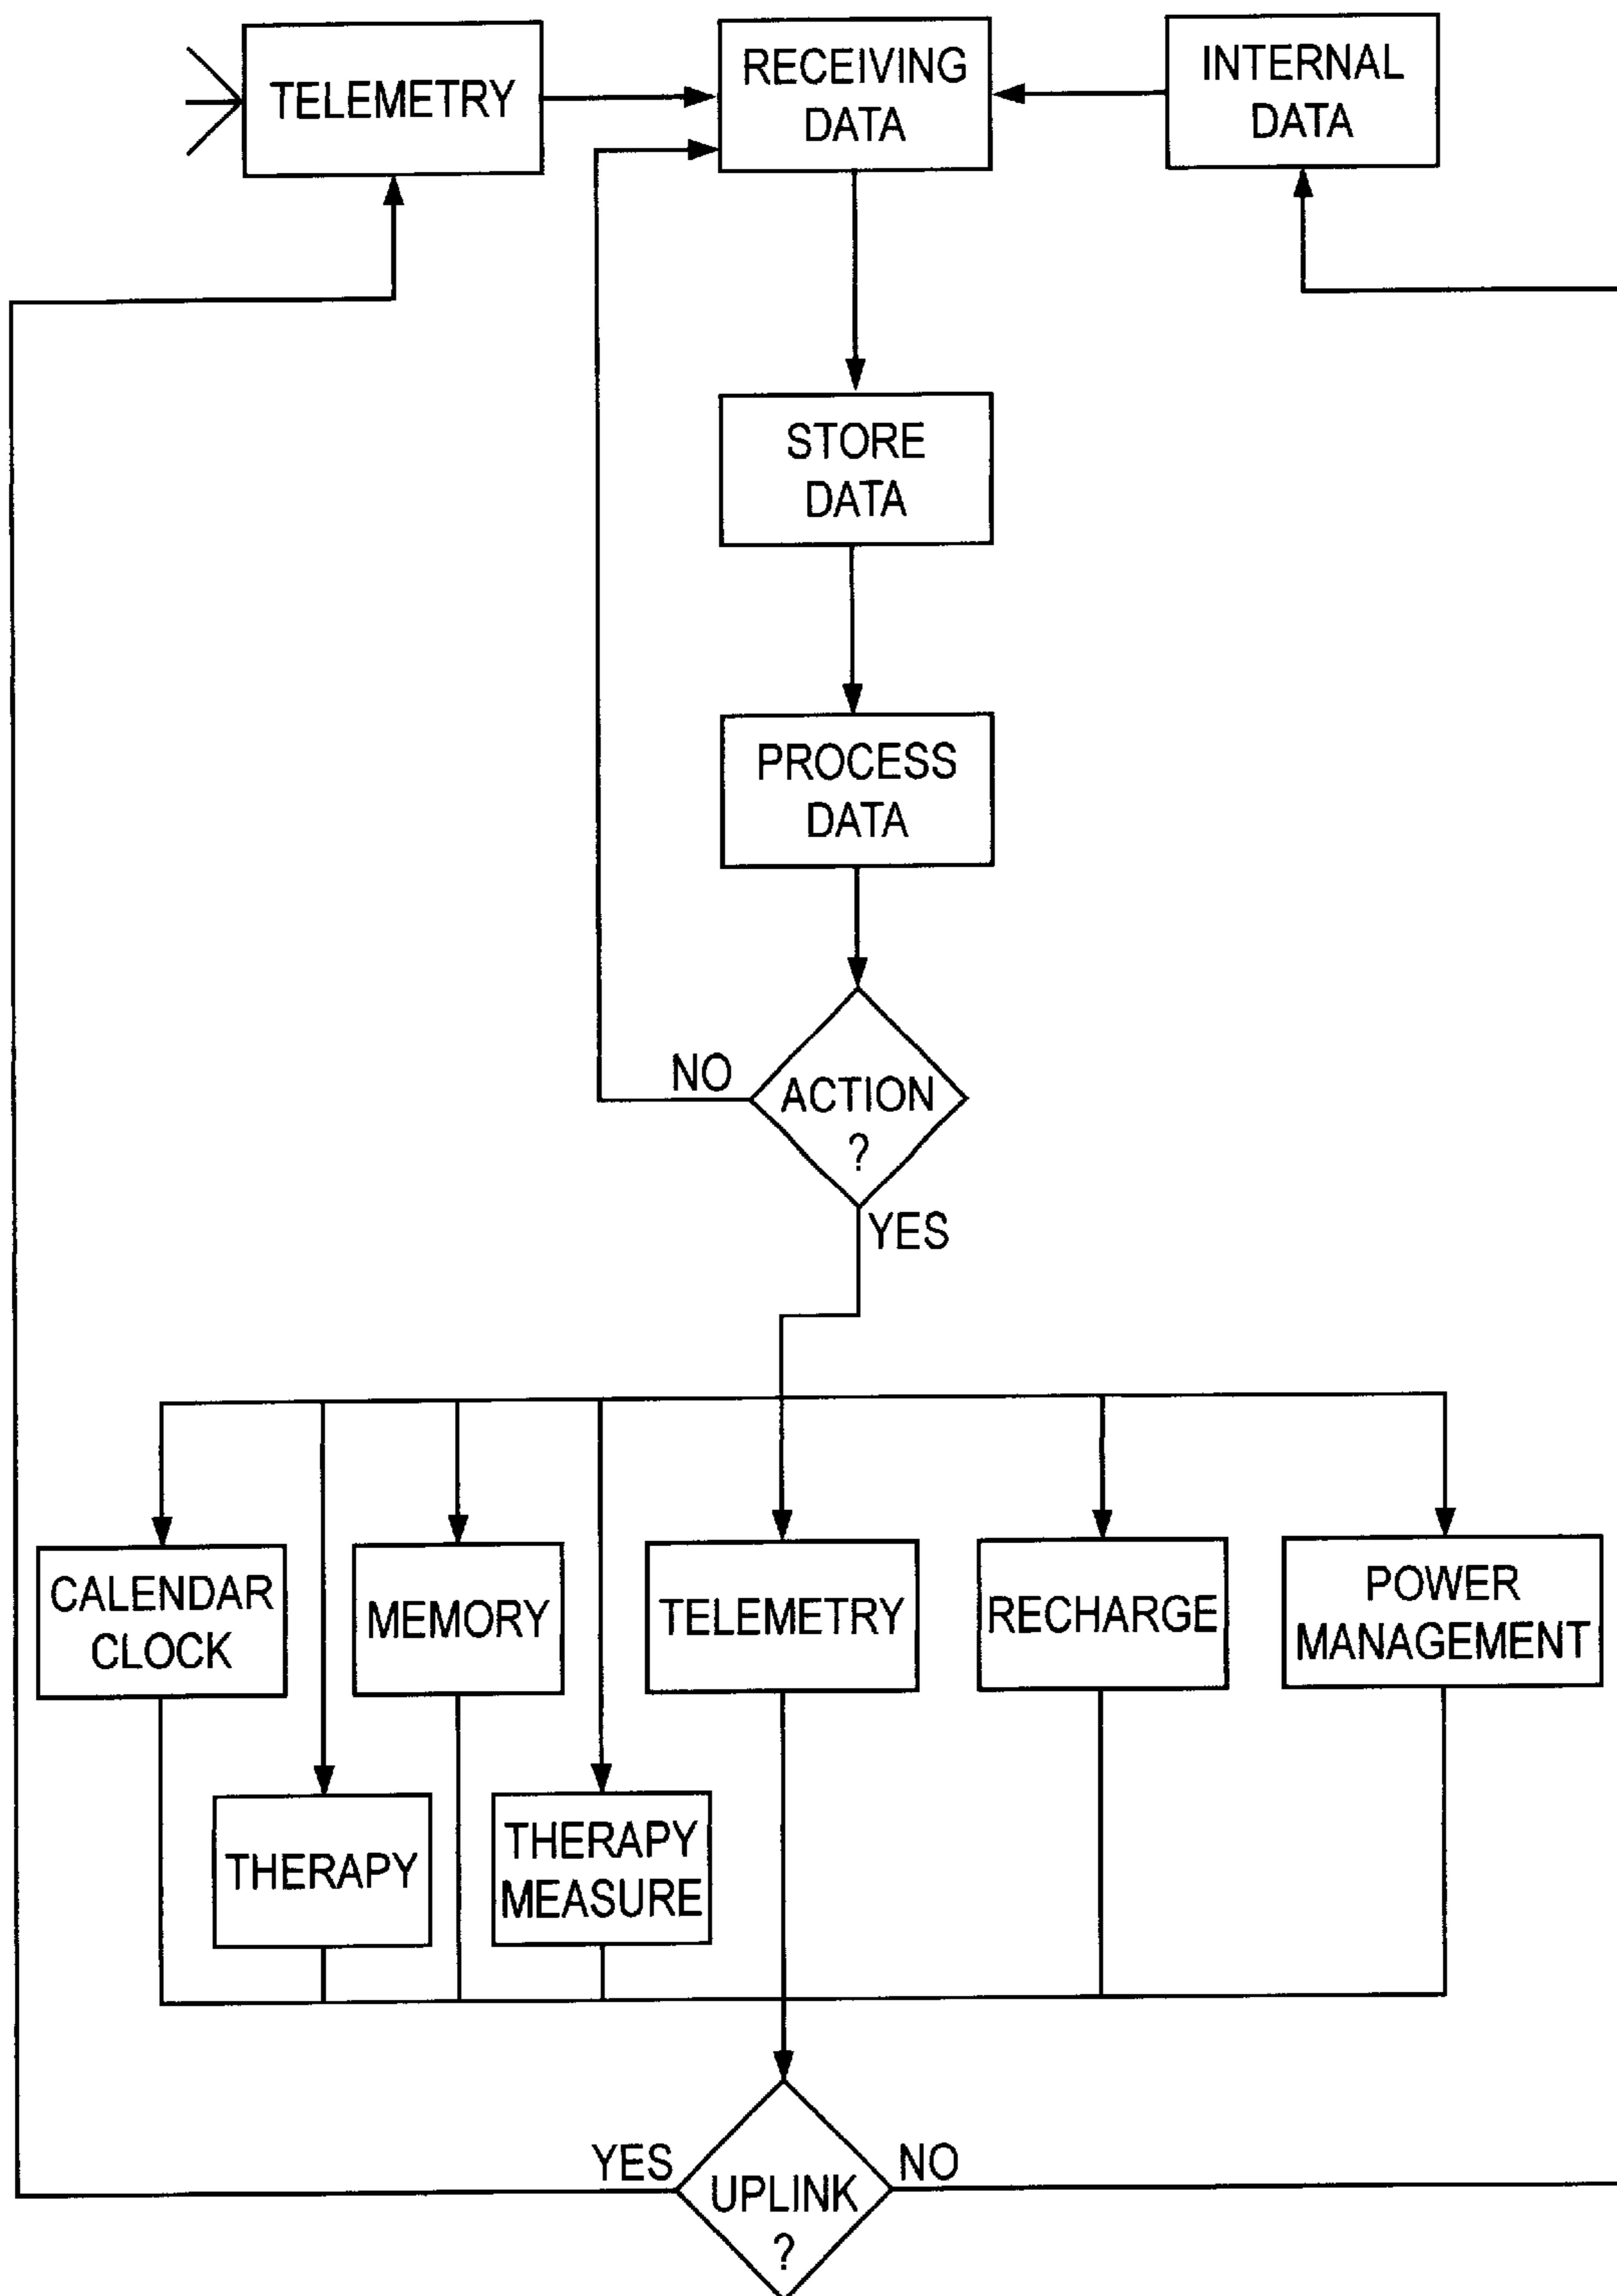 TELEMETRY
RECEIVING
DATA
INTERNAL
DATA
STORE
DATA
PROCESS
DATA
NO
ACTION
?
YES
CALENDAR
CLOCK
MEMORY
TELEMETRY
RECHARGE
POWER
MANAGEMENT
THERAPY
THERAPY
MEASURE
YES
NO
UPLINK
?